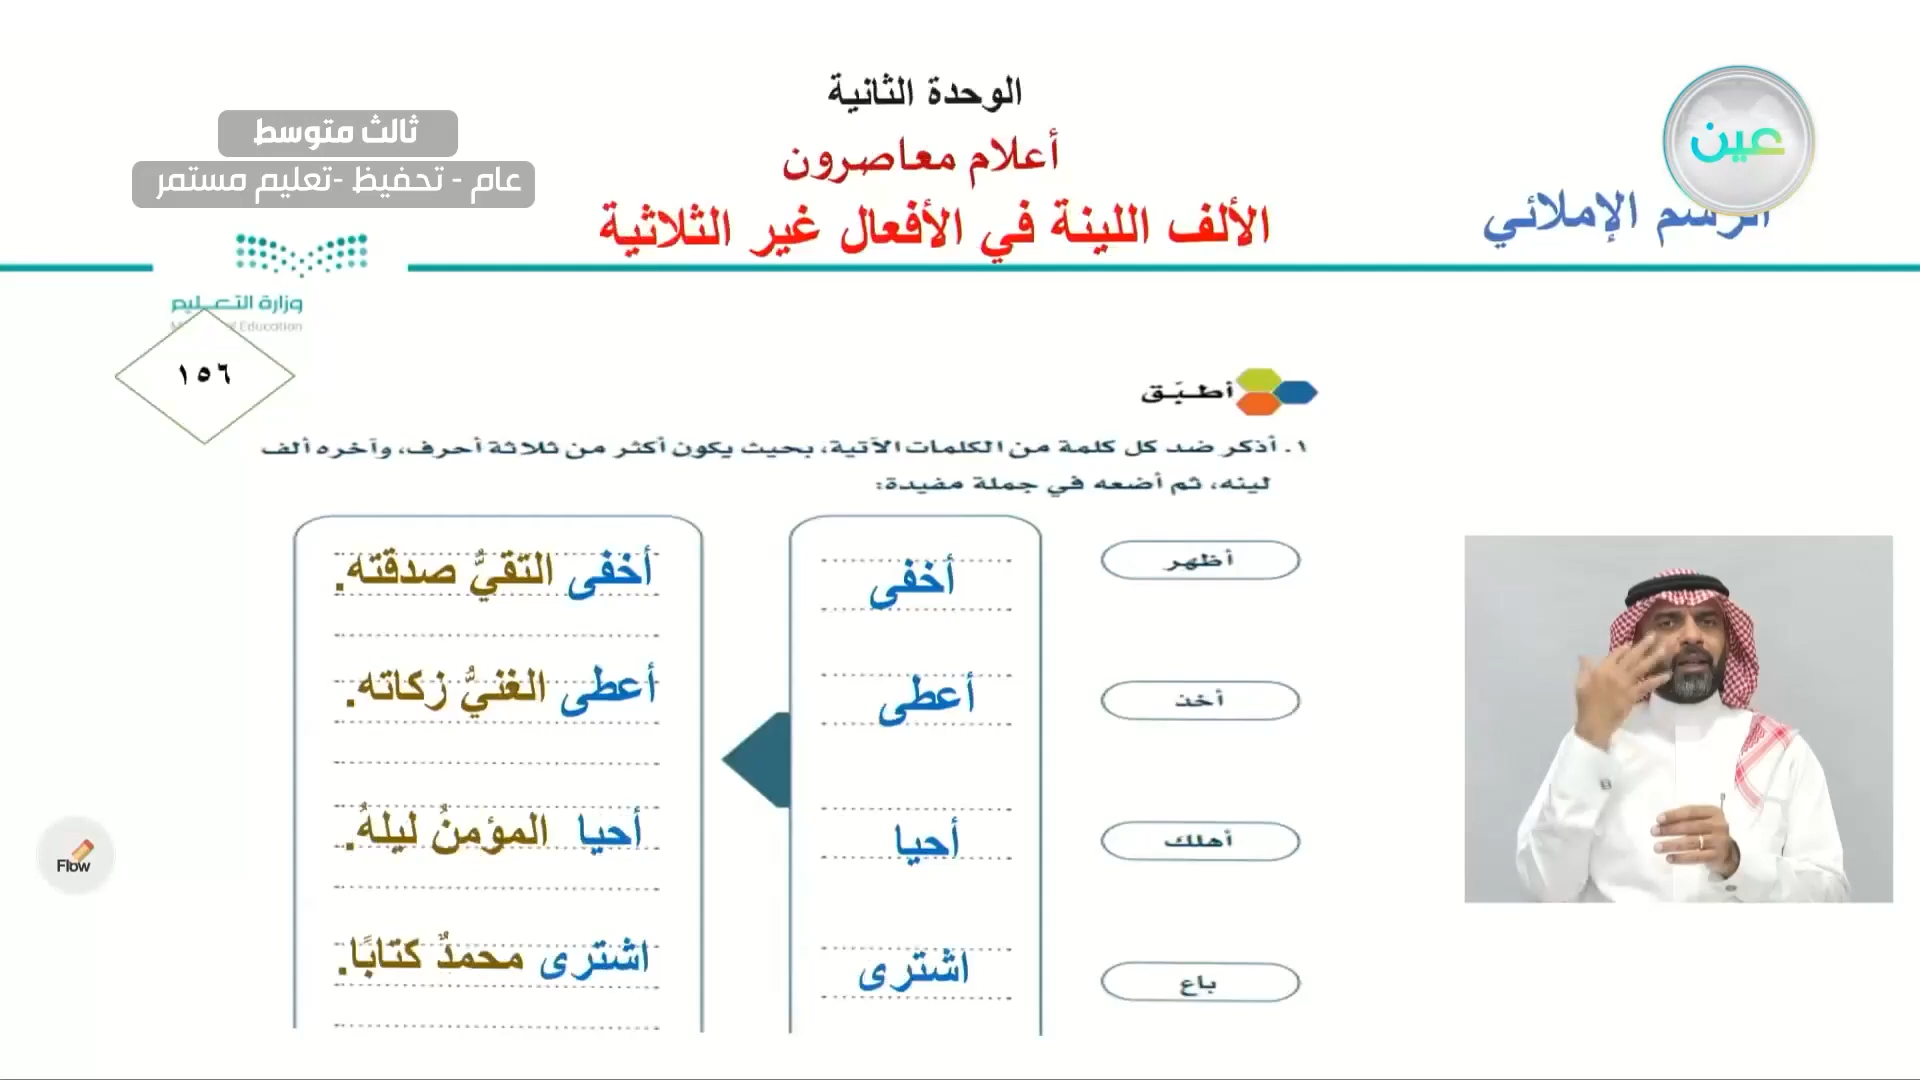 الوحدة الثانية
أعلام معاصرون
الألف اللينة في الأفعال غير الثلاثية
عين
الرسم الإملائي
ثالث متوسط
عام - تحفيظ -تعليم مستمر
وزارة التعليم
Education
١٥٦
أطبّق
١. أذكر ضد كل كلمة من الكلمات الآتية، بحيث يكون أكثر من ثلاثة أحرف، وآخره ألف
لينه، ثم أضعه في جملة مفيدة:
أظهر
أخفى
أخفى التقيُّ صدقته.
أخذ
أعطى
أعطى الغنيُّ زكاته.
أهلك
أحيا
أحيا المؤمنُ ليلهُ.
باع
اشترى
اشترى محمدٌ كتابًا.
Flow